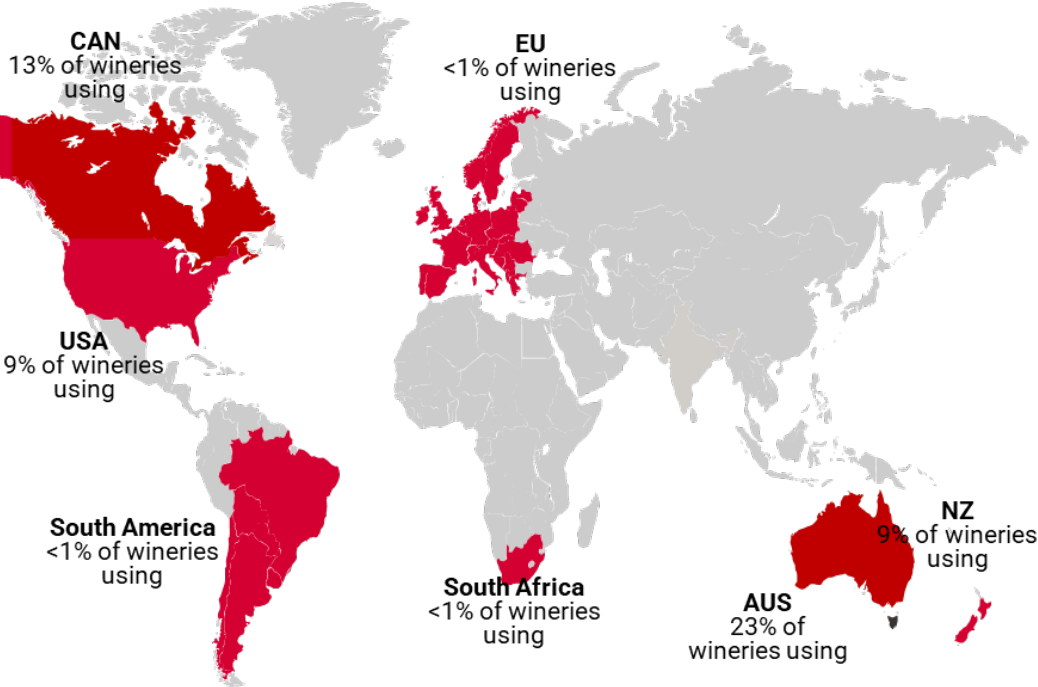 CAN
13% of wineries
using
EU
<1% of wineries
using
USA
9% of wineries
using
South America
<1% of wineries
using
South Africa
<1% of wineries
using
NZ
9% of wineries
using
AUS
23% of
wineries using